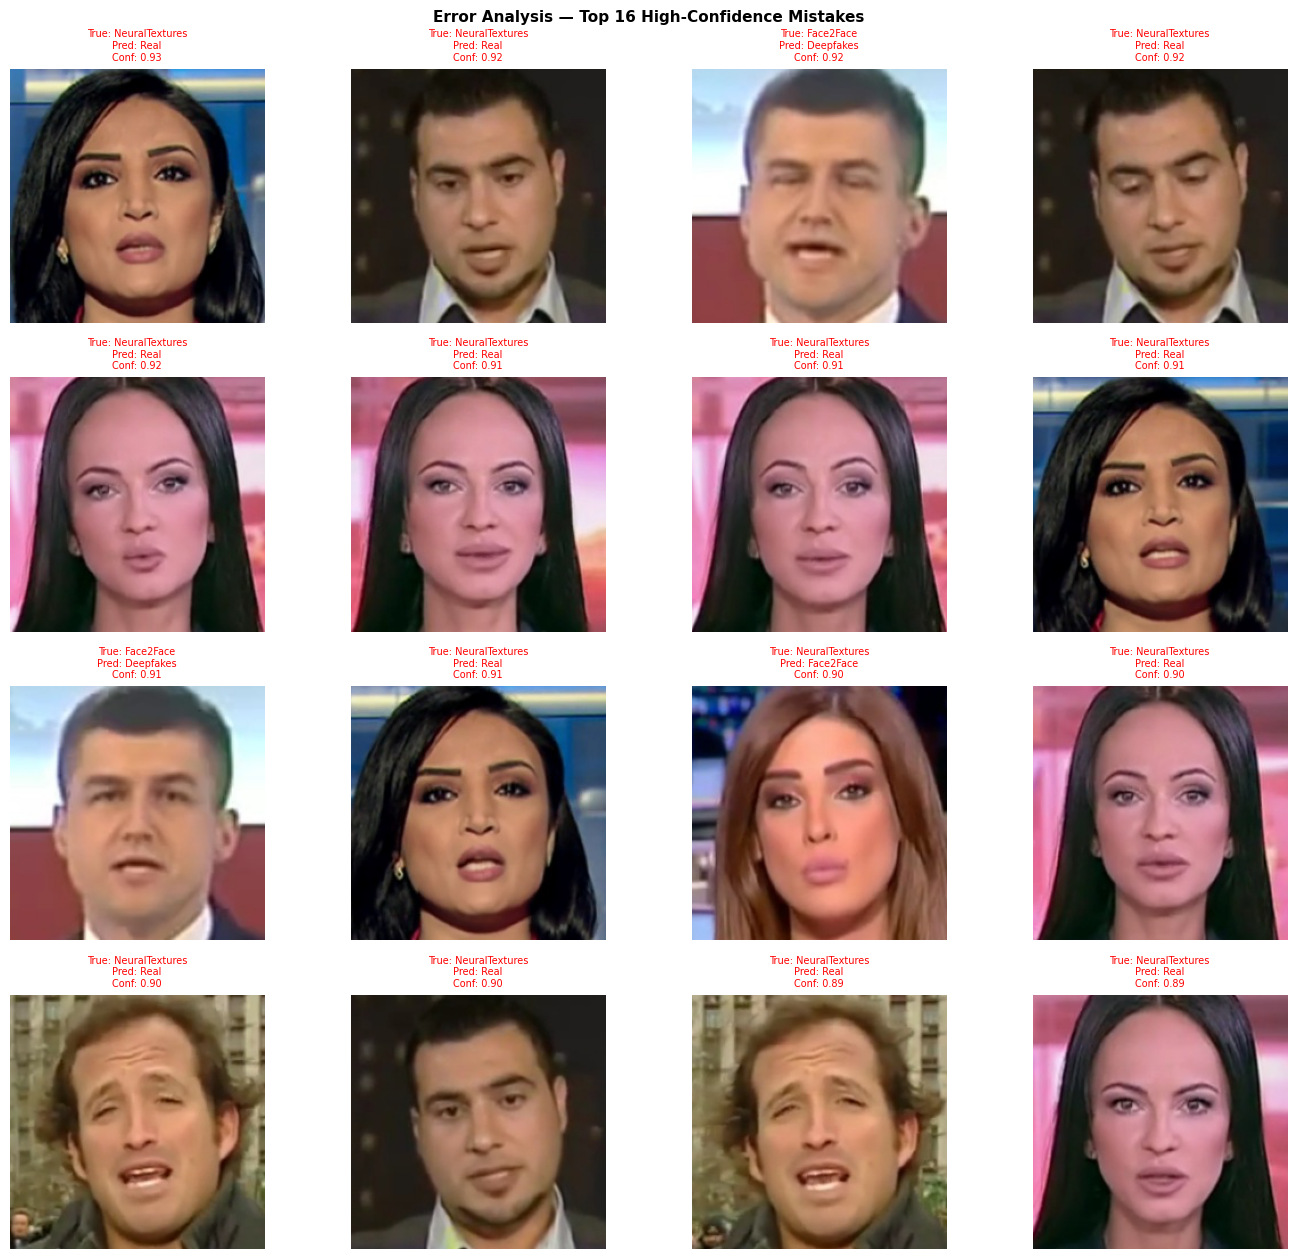 Error Analysis — Top 16 High-Confidence Mistakes
True: NeuralTextures
Pred: Real
Conf: 0.93
True: NeuralTextures
Pred: Real
Conf: 0.92
True: Face2Face
Pred: Deepfakes
Conf: 0.92
True: NeuralTextures
Pred: Real
Conf: 0.92
True: NeuralTextures
Pred: Real
Conf: 0.92
True: NeuralTextures
Pred: Real
Conf: 0.91
True: NeuralTextures
Pred: Real
Conf: 0.91
True: NeuralTextures
Pred: Real
Conf: 0.91
True: Face2Face
Pred: Deepfakes
Conf: 0.91
True: NeuralTextures
Pred: Real
Conf: 0.91
True: NeuralTextures
Pred: Face2Face
Conf: 0.90
True: NeuralTextures
Pred: Real
Conf: 0.90
True: NeuralTextures
Pred: Real
Conf: 0.90
True: NeuralTextures
Pred: Real
Conf: 0.90
True: NeuralTextures
Pred: Real
Conf: 0.89
True: NeuralTextures
Pred: Real
Conf: 0.89